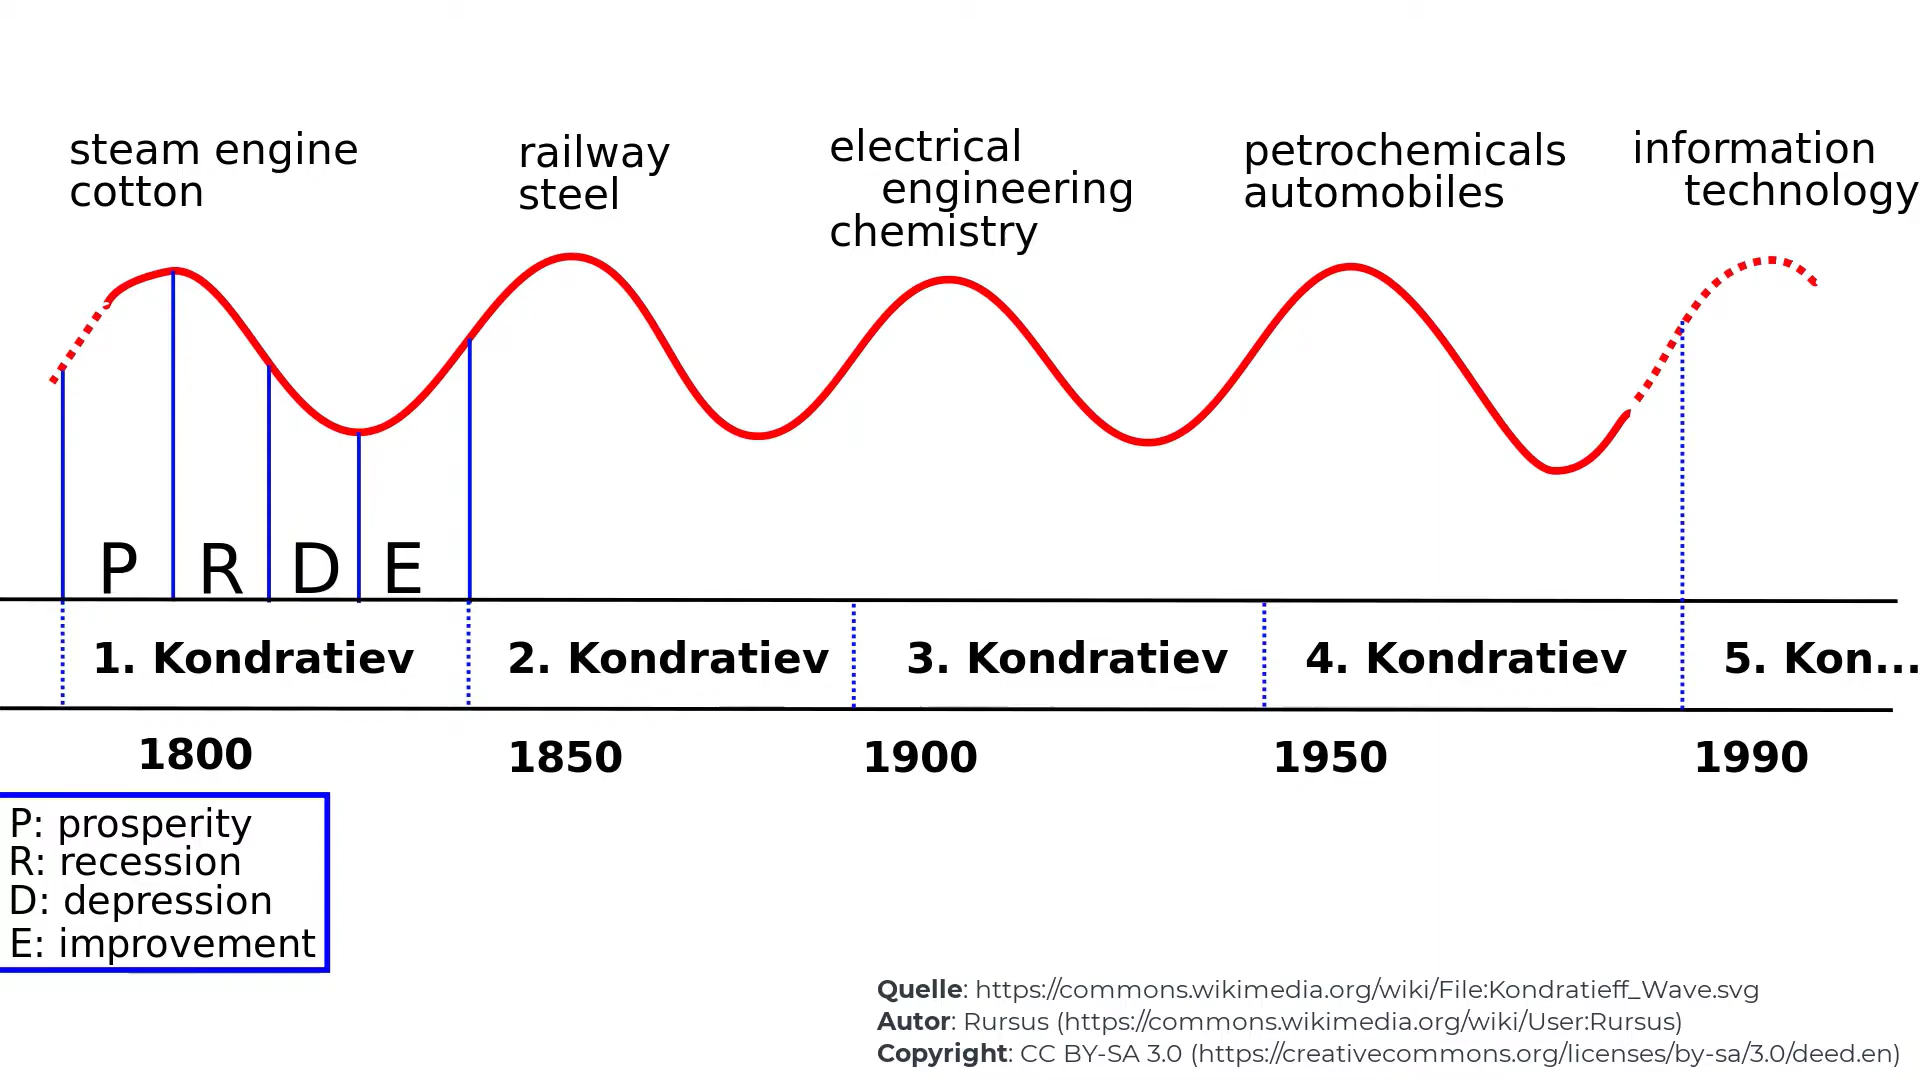 steam engine
cotton
railway
steel
electrical
engineering
chemistry
petrochemicals
automobiles
information
technology
P R D E
1. Kondratiev 2. Kondratiev 3. Kondratiev 4. Kondratiev 5. Kon...
1800 1850 1900 1950 1990
P: prosperity
R: recession
D: depression
E: improvement
Quelle: https://commons.wikimedia.org/wiki/File:Kondratieff_Wave.svg
Autor: Rursus (https://commons.wikimedia.org/wiki/User:Rursus)
Copyright: CC BY-SA 3.0 (https://creativecommons.org/licenses/by-sa/3.0/deed.en)